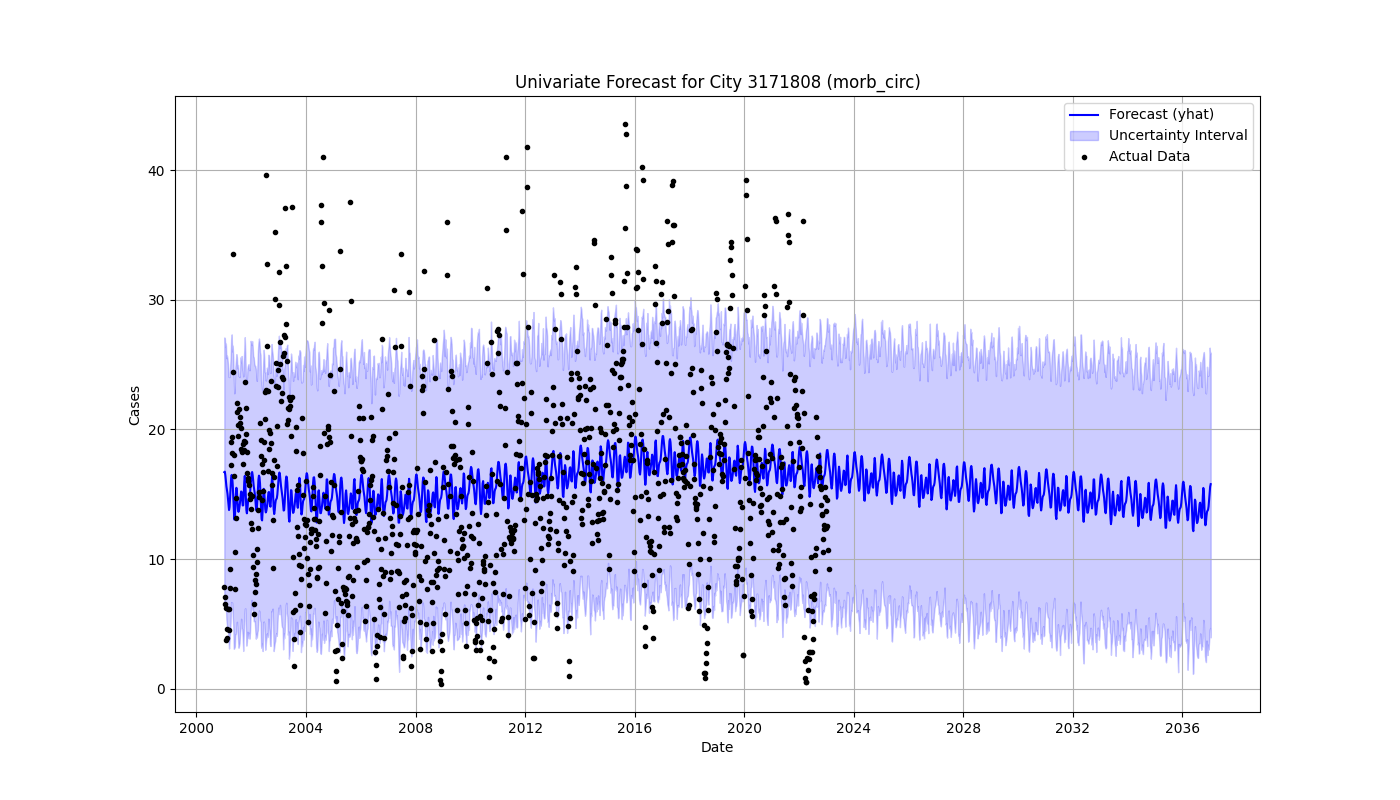 Univariate Forecast for City 3171808 (morb_circ)
Forecast (yhat)
Uncertainty Interval
Actual Data
Cases
40
30
20
10
0
2000 2004 2008 2012 2016 2020 2024 2028 2032 2036
Date